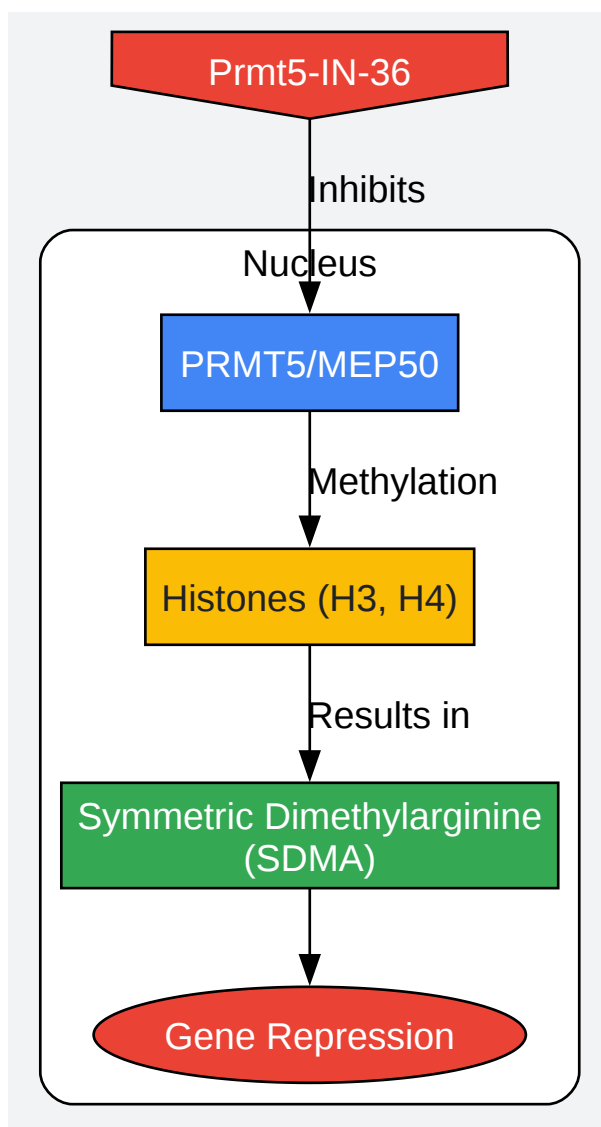 Prmt5-IN-36
Inhibits
Nucleus
PRMT5/MEP50
Methylation
Histones (H3, H4)
Results in
Symmetric Dimethylarginine
(SDMA)
Gene Repression